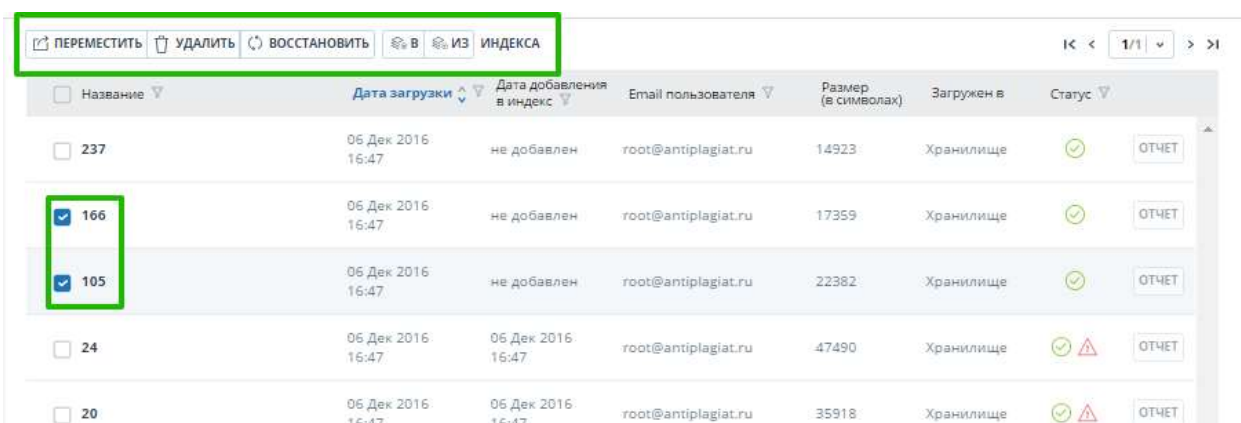 ПЕРЕМЕСТИТЬ УДАЛИТЬ ВОССТАНОВИТЬ В ИЗ ИНДЕКСА 1/1
Название Дата загрузки Дата добавления в индекс Email пользователя Размер (в символах) Загружен в Статус
237 06 Дек 2016 16:47 не добавлен root@antiplagiat.ru 14923 Хранилище ОТЧЕТ
166 06 Дек 2016 16:47 не добавлен root@antiplagiat.ru 17359 Хранилище ОТЧЕТ
105 06 Дек 2016 16:47 не добавлен root@antiplagiat.ru 22382 Хранилище ОТЧЕТ
24 06 Дек 2016 16:47 06 Дек 2016 16:47 root@antiplagiat.ru 47490 Хранилище ОТЧЕТ
20 06 Дек 2016 06 Дек 2016 root@antiplagiat.ru 35918 Хранилище ОТЧЕТ